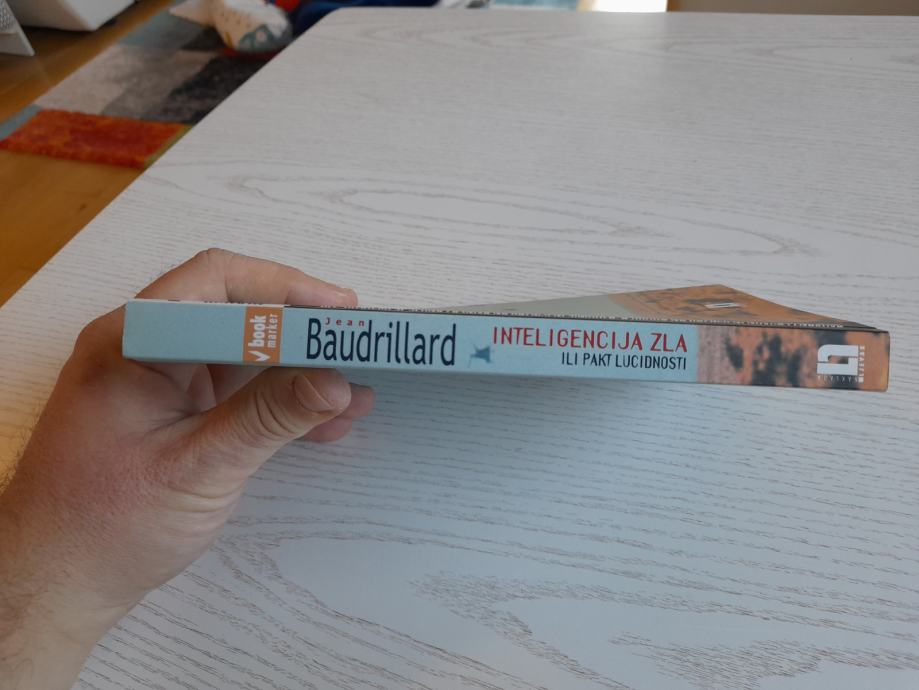 book
marker
Jean
Baudrillard
INTELIGENCIJA ZLA
ILI PAKT LUCIDNOSTI